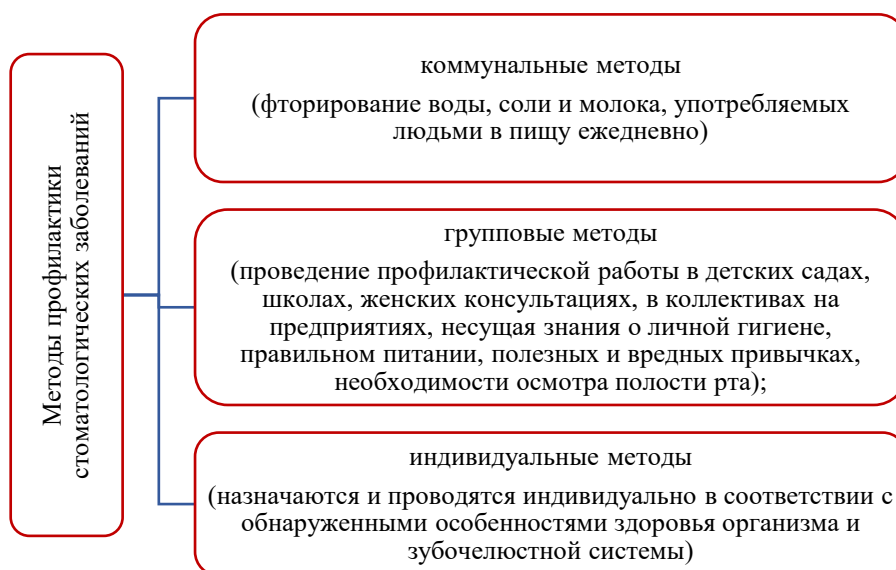 Методы профилактики
стоматологических заболеваний
коммунальные методы
(фторирование воды, соли и молока, употребляемых
людьми в пищу ежедневно)
групповые методы
(проведение профилактической работы в детских садах,
школах, женских консультациях, в коллективах на
предприятиях, несущая знания о личной гигиене,
правильном питании, полезных и вредных привычках,
необходимости осмотра полости рта);
индивидуальные методы
(назначаются и проводятся индивидуально в соответствии с
обнаруженными особенностями здоровья организма и
зубочелюстной системы)